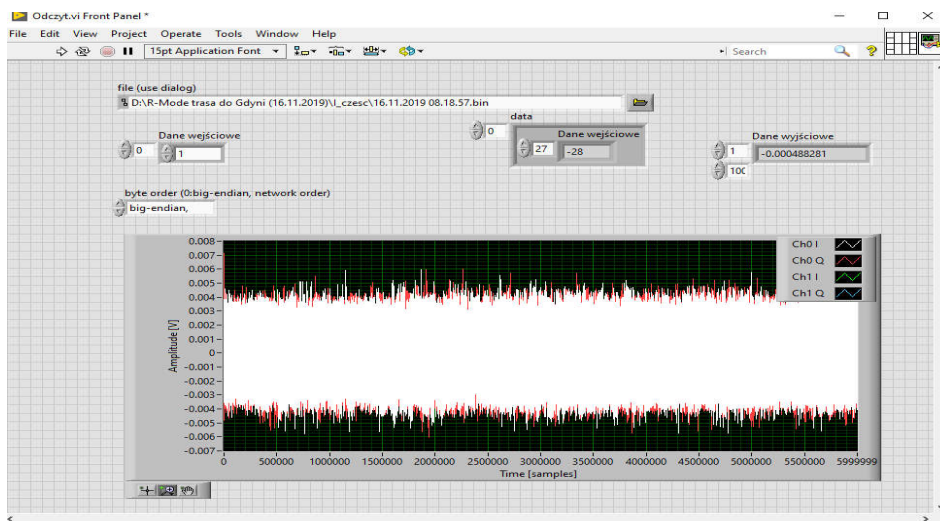 Odczyt.vi Front Panel *
File Edit View Project Operate Tools Window Help
15pt Application Font
Search
file (use dialog)
D:\R-Mode trasa do Gdyni (16.11.2019)\I_czesc\16.11.2019 08.18.57.bin
data
Dane wejściowe
0
1
0
Dane wejściowe
27
-28
Dane wyjściowe
1
-0.000488281
byte order (0:big-endian, network order)
big-endian,
Ch0 I
Ch0 Q
Ch1 I
Ch1 Q
Amplitude [V]
0.008
0.007
0.006
0.005
0.004
0.003
0.002
0.001
0
-0.001
-0.002
-0.003
-0.004
-0.005
-0.006
-0.007
0 500000 1000000 1500000 2000000 2500000 3000000 3500000 4000000 4500000 5000000 5500000 5999999
Time [samples]